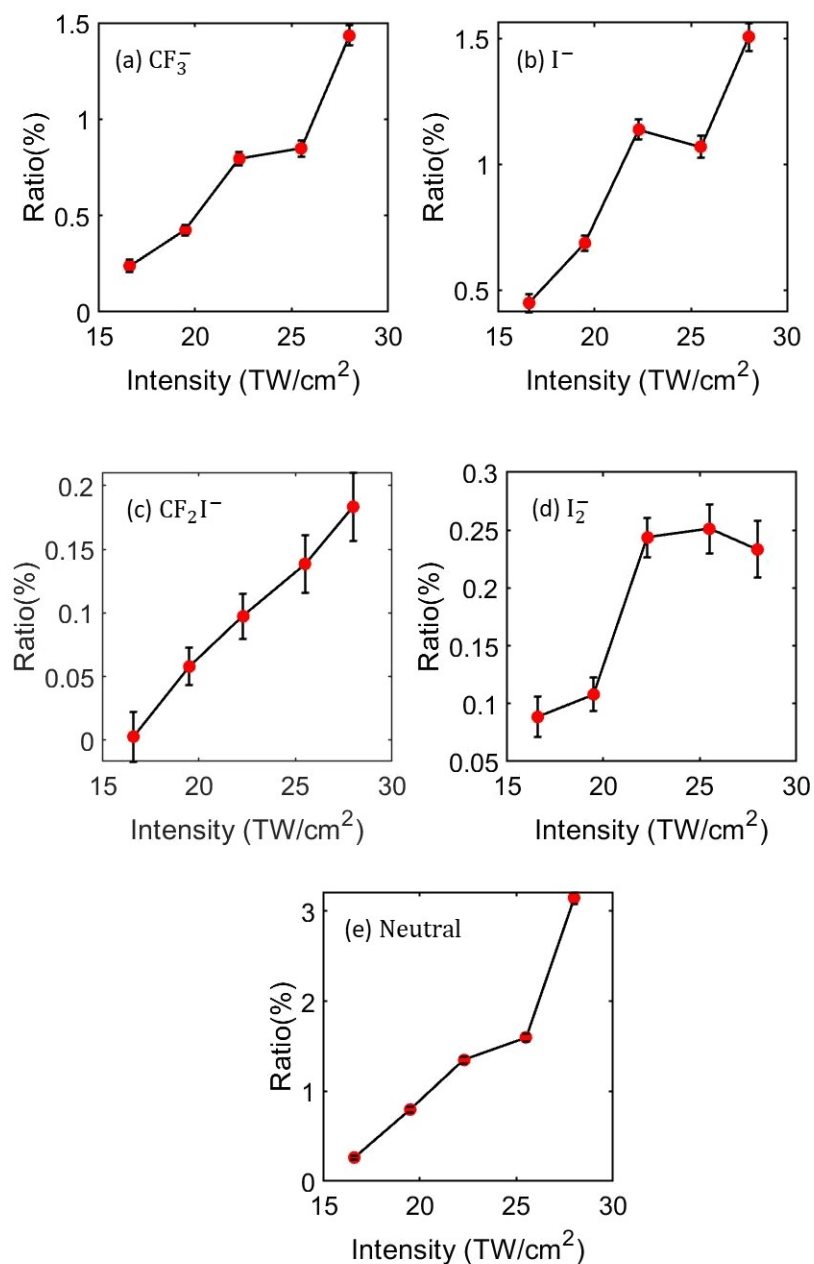 1.5
1
0.5
0
Ratio(%)
(a) CF₃⁻
15 20 25 30
Intensity (TW/cm²)
1.5
1
0.5
Ratio(%)
(b) I⁻
15 20 25 30
Intensity (TW/cm²)
0.2
0.15
0.1
0.05
0
Ratio(%)
(c) CF₂I⁻
15 20 25 30
Intensity (TW/cm²)
0.3
0.25
0.2
0.15
0.1
0.05
Ratio(%)
(d) I₂⁻
15 20 25 30
Intensity (TW/cm²)
3
2
1
0
Ratio(%)
(e) Neutral
15 20 25 30
Intensity (TW/cm²)